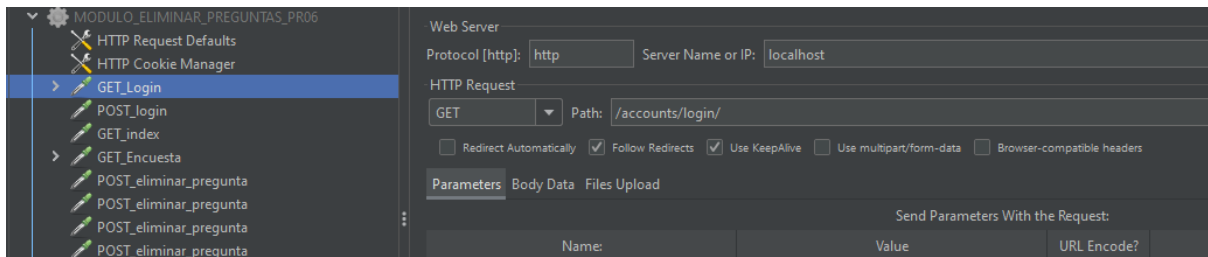 MODULO_ELIMINAR_PREGUNTAS_PR06
HTTP Request Defaults
HTTP Cookie Manager
GET_Login
POST_login
GET_index
GET_Encuesta
POST_eliminar_pregunta
POST_eliminar_pregunta
POST_eliminar_pregunta
POST_eliminar_pregunta
Web Server
Protocol [http]: http Server Name or IP: localhost
HTTP Request
GET Path: /accounts/login/
Redirect Automatically Follow Redirects Use KeepAlive Use multipart/form-data Browser-compatible headers
Parameters Body Data Files Upload
Send Parameters With the Request:
Name: Value URL Encode?